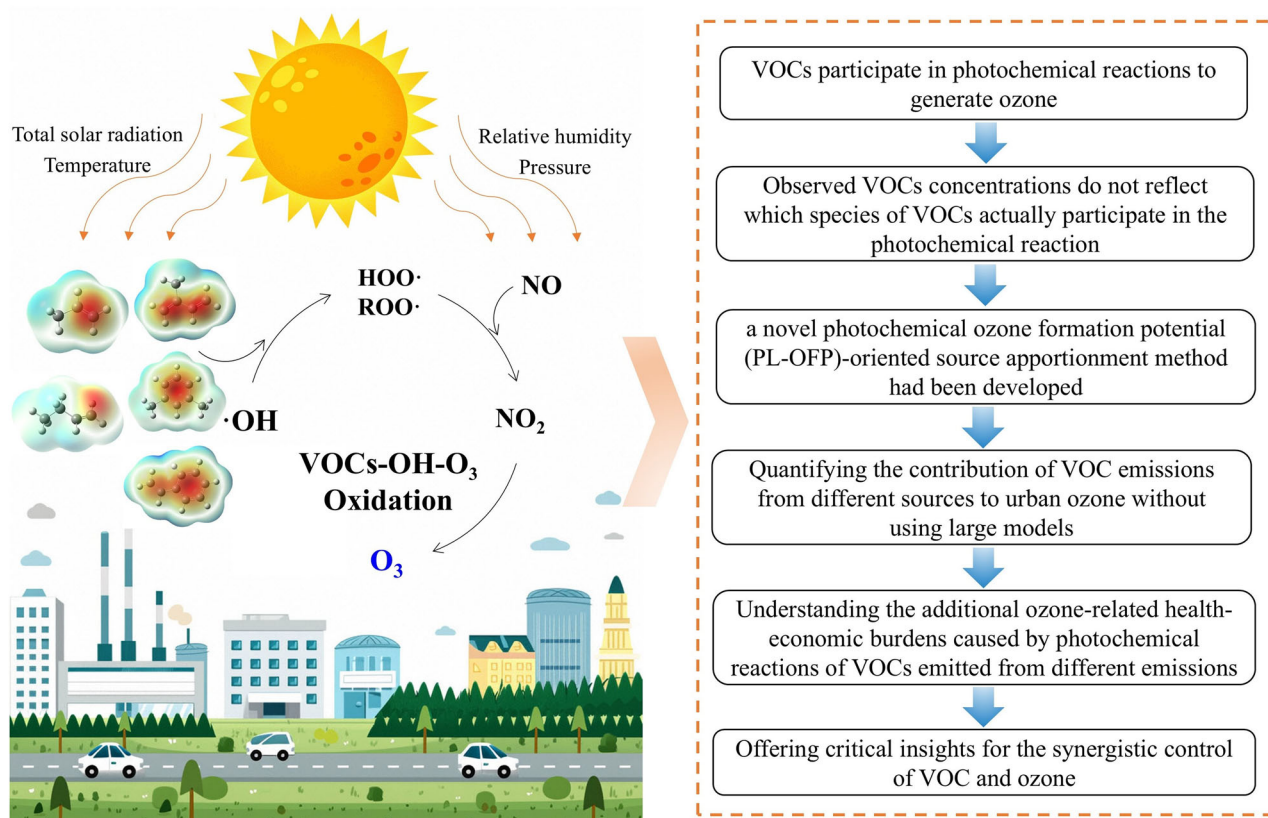 Total solar radiation
Temperature
Relative humidity
Pressure
HOO·
ROO·
NO
·OH
NO₂
VOCs-OH-O₃
Oxidation
O₃
VOCs participate in photochemical reactions to
generate ozone
Observed VOCs concentrations do not reflect
which species of VOCs actually participate in the
photochemical reaction
a novel photochemical ozone formation potential
(PL-OFP)-oriented source apportionment method
had been developed
Quantifying the contribution of VOC emissions
from different sources to urban ozone without
using large models
Understanding the additional ozone-related health-
economic burdens caused by photochemical
reactions of VOCs emitted from different emissions
Offering critical insights for the synergistic control
of VOC and ozone